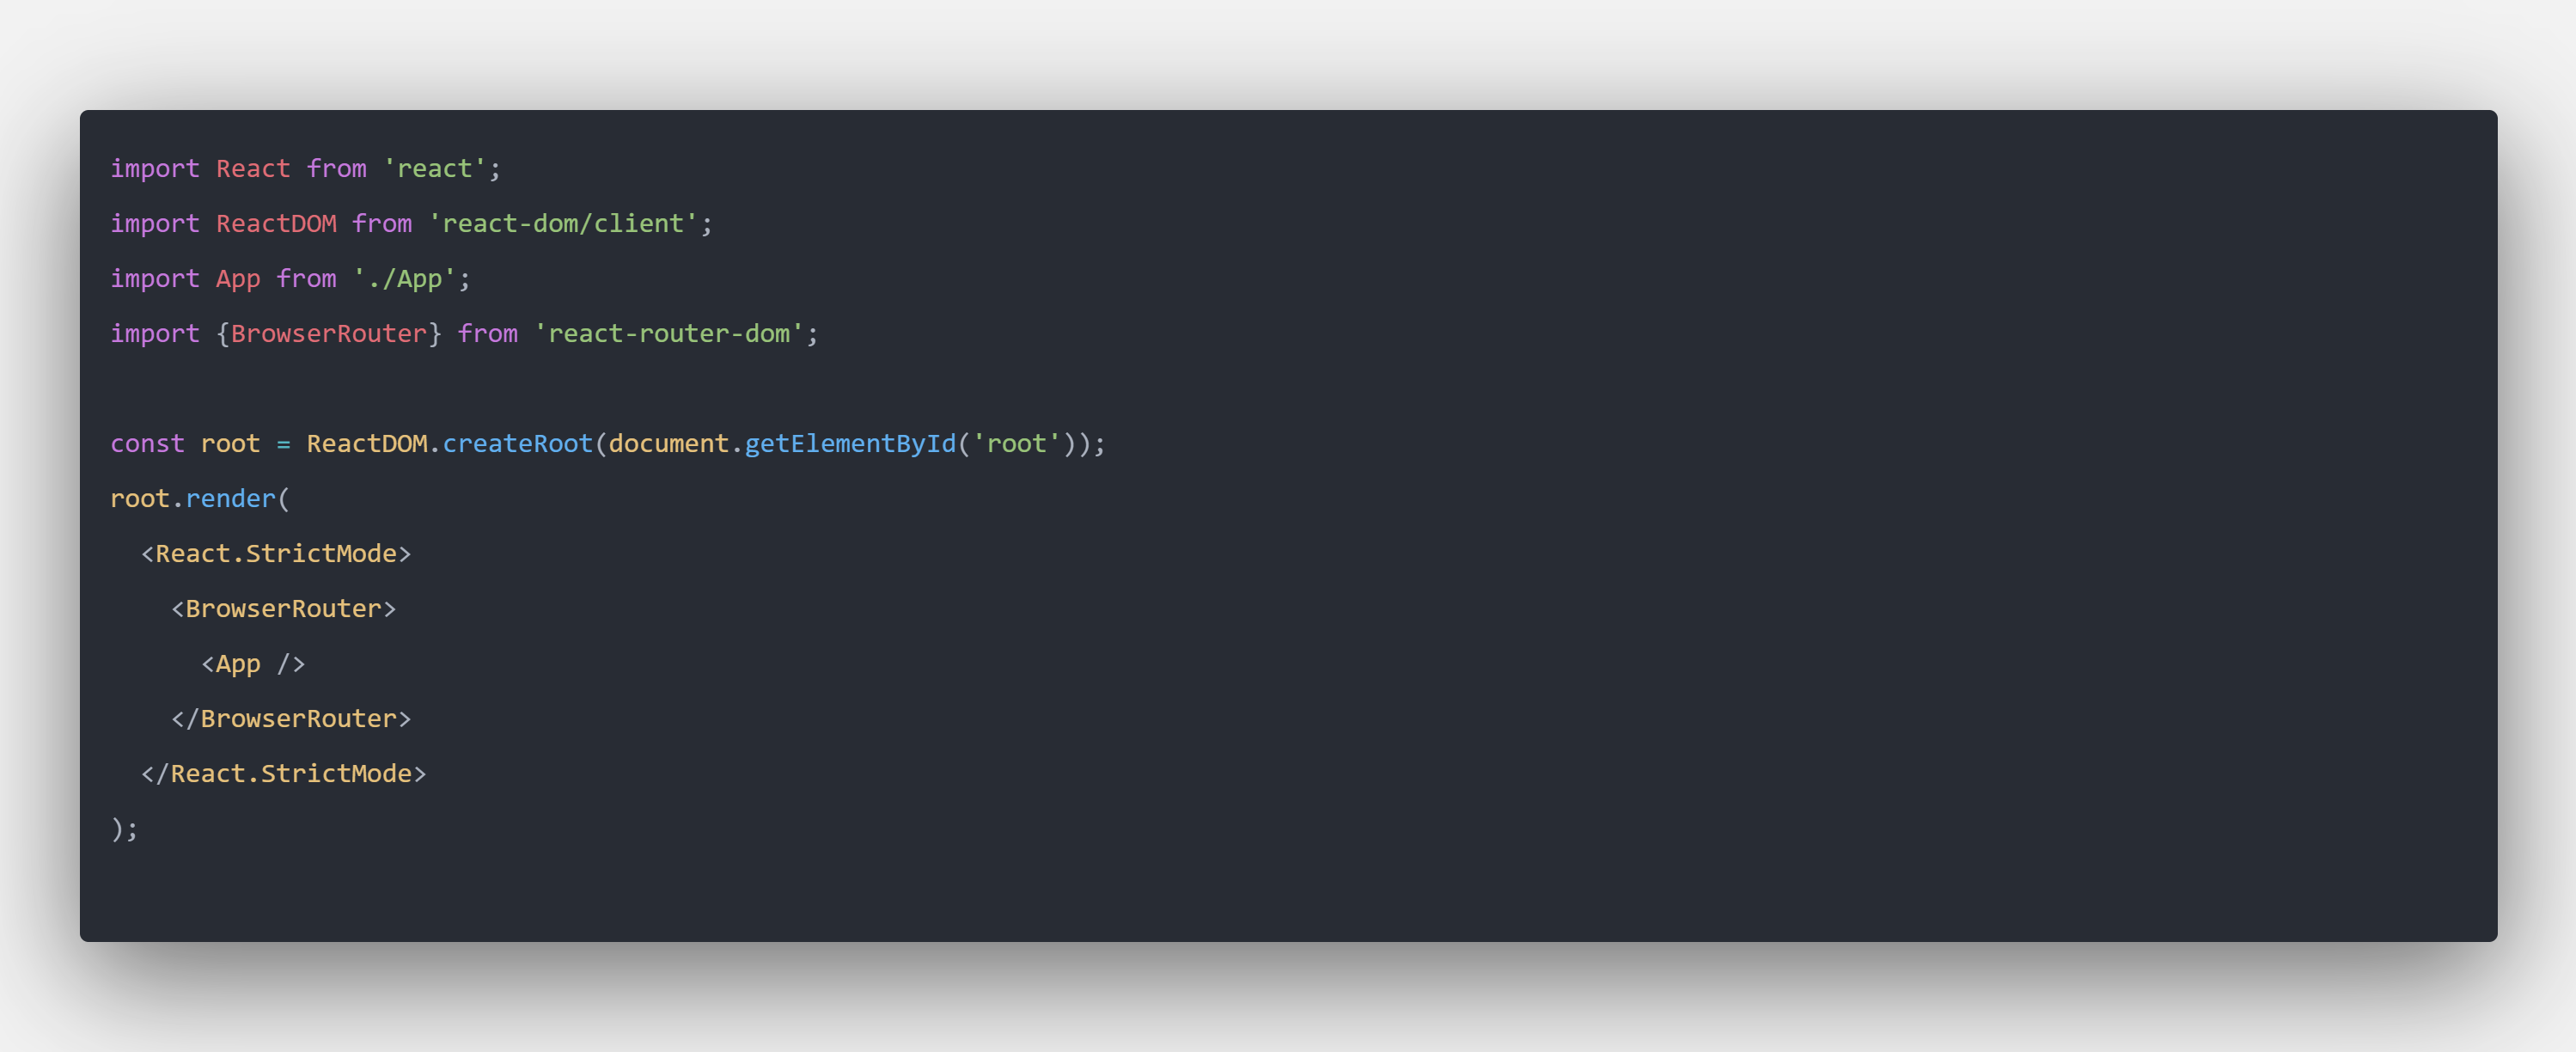 import React from 'react';
import ReactDOM from 'react-dom/client';
import App from './App';
import {BrowserRouter} from 'react-router-dom';

const root = ReactDOM.createRoot(document.getElementById('root'));
root.render(
  <React.StrictMode>
    <BrowserRouter>
      <App />
    </BrowserRouter>
  </React.StrictMode>
);